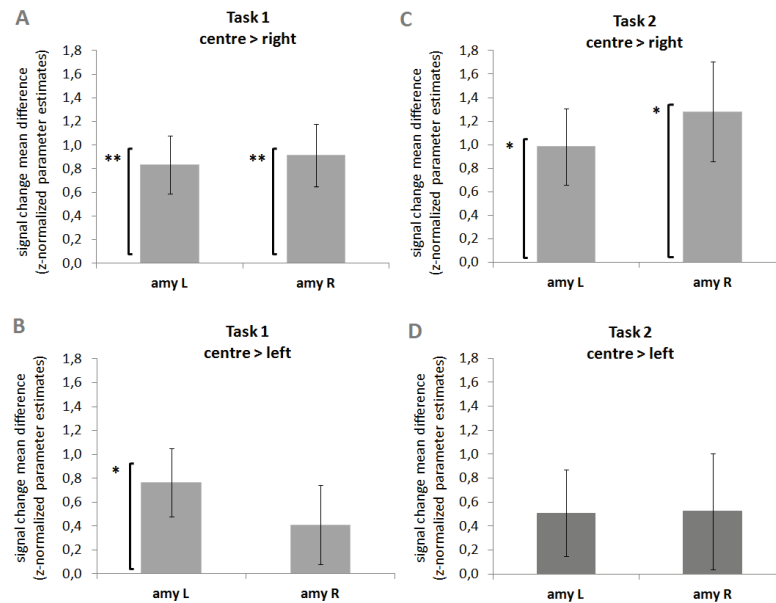 A
Task 1
centre > right
signal change mean difference
(z-normalized parameter estimates)
1,8
1,6
1,4
1,2
1,0
0,8
0,6
0,4
0,2
0,0
**
**
amy L
amy R
C
Task 2
centre > right
signal change mean difference
(z-normalized parameter estimates)
1,8
1,6
1,4
1,2
1,0
0,8
0,6
0,4
0,2
0,0
*
*
amy L
amy R
B
Task 1
centre > left
signal change mean difference
(z-normalized parameter estimates)
1,8
1,6
1,4
1,2
1,0
0,8
0,6
0,4
0,2
0,0
*
amy L
amy R
D
Task 2
centre > left
signal change mean difference
(z-normalized parameter estimates)
1,8
1,6
1,4
1,2
1,0
0,8
0,6
0,4
0,2
0,0
amy L
amy R